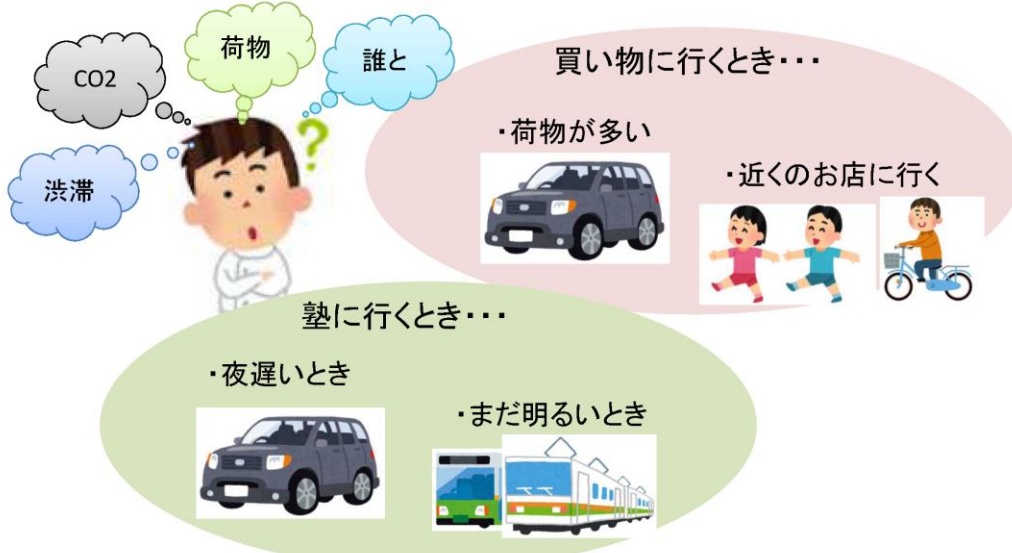 荷物
誰と
CO2
渋滞
買い物に行くとき・・・
・荷物が多い
・近くのお店に行く
塾に行くとき・・・
・夜遅いとき
・まだ明るいとき